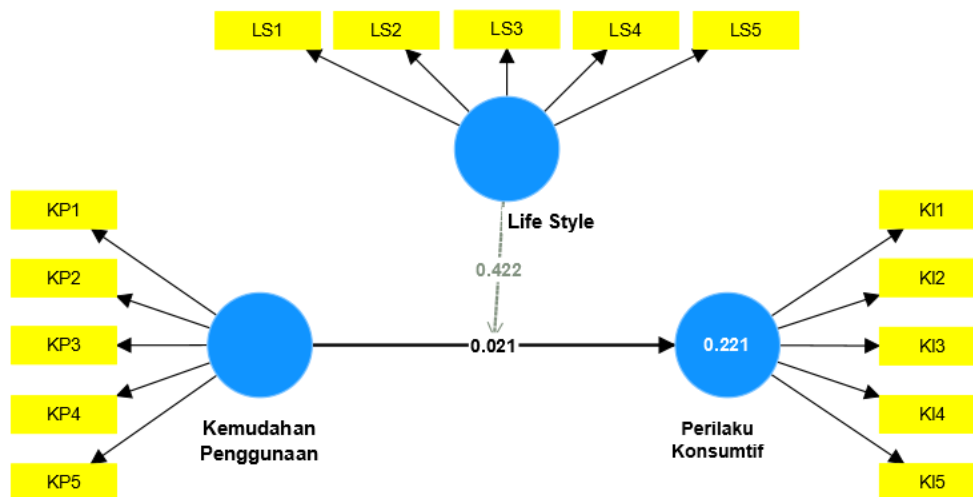 LS1
LS2
LS3
LS4
LS5
Life Style
0.422
KP1
KP2
KP3
KP4
KP5
Kemudahan
Penggunaan
0.021
0.221
Perilaku
Konsumtif
KI1
KI2
KI3
KI4
KI5